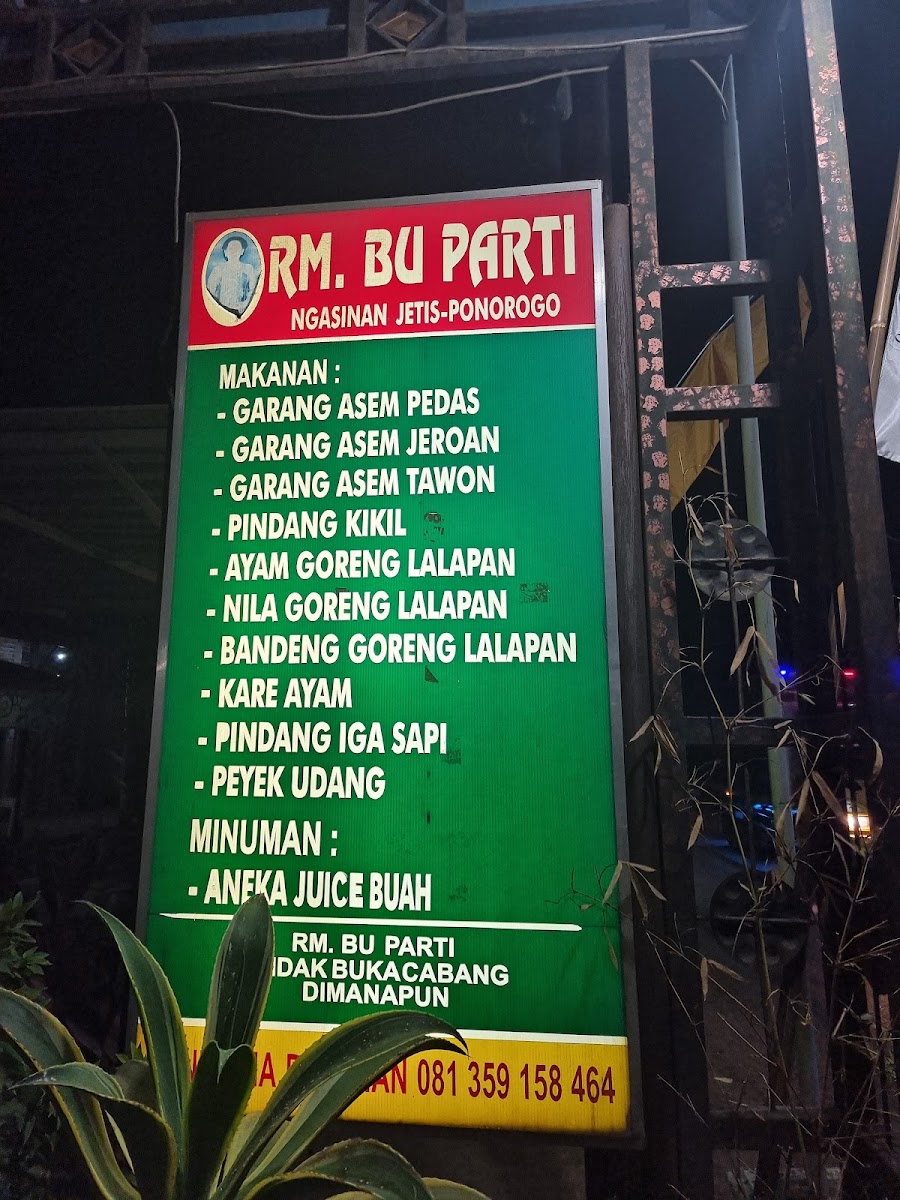 RM. BU PARTI
NGASINAN JETIS-PONOROGO
MAKANAN :
- GARANG ASEM PEDAS
- GARANG ASEM JEROAN
- GARANG ASEM TAWON
- PINDANG KIKIL
- AYAM GORENG LALAPAN
- NILA GORENG LALAPAN
- BANDENG GORENG LALAPAN
- KARE AYAM
- PINDANG IGA SAPI
- PEYEK UDANG
MINUMAN :
- ANEKA JUICE BUAH
RM. BU PARTI
TIDAK BUKA CABANG
DIMANAPUN
081 359 158 464